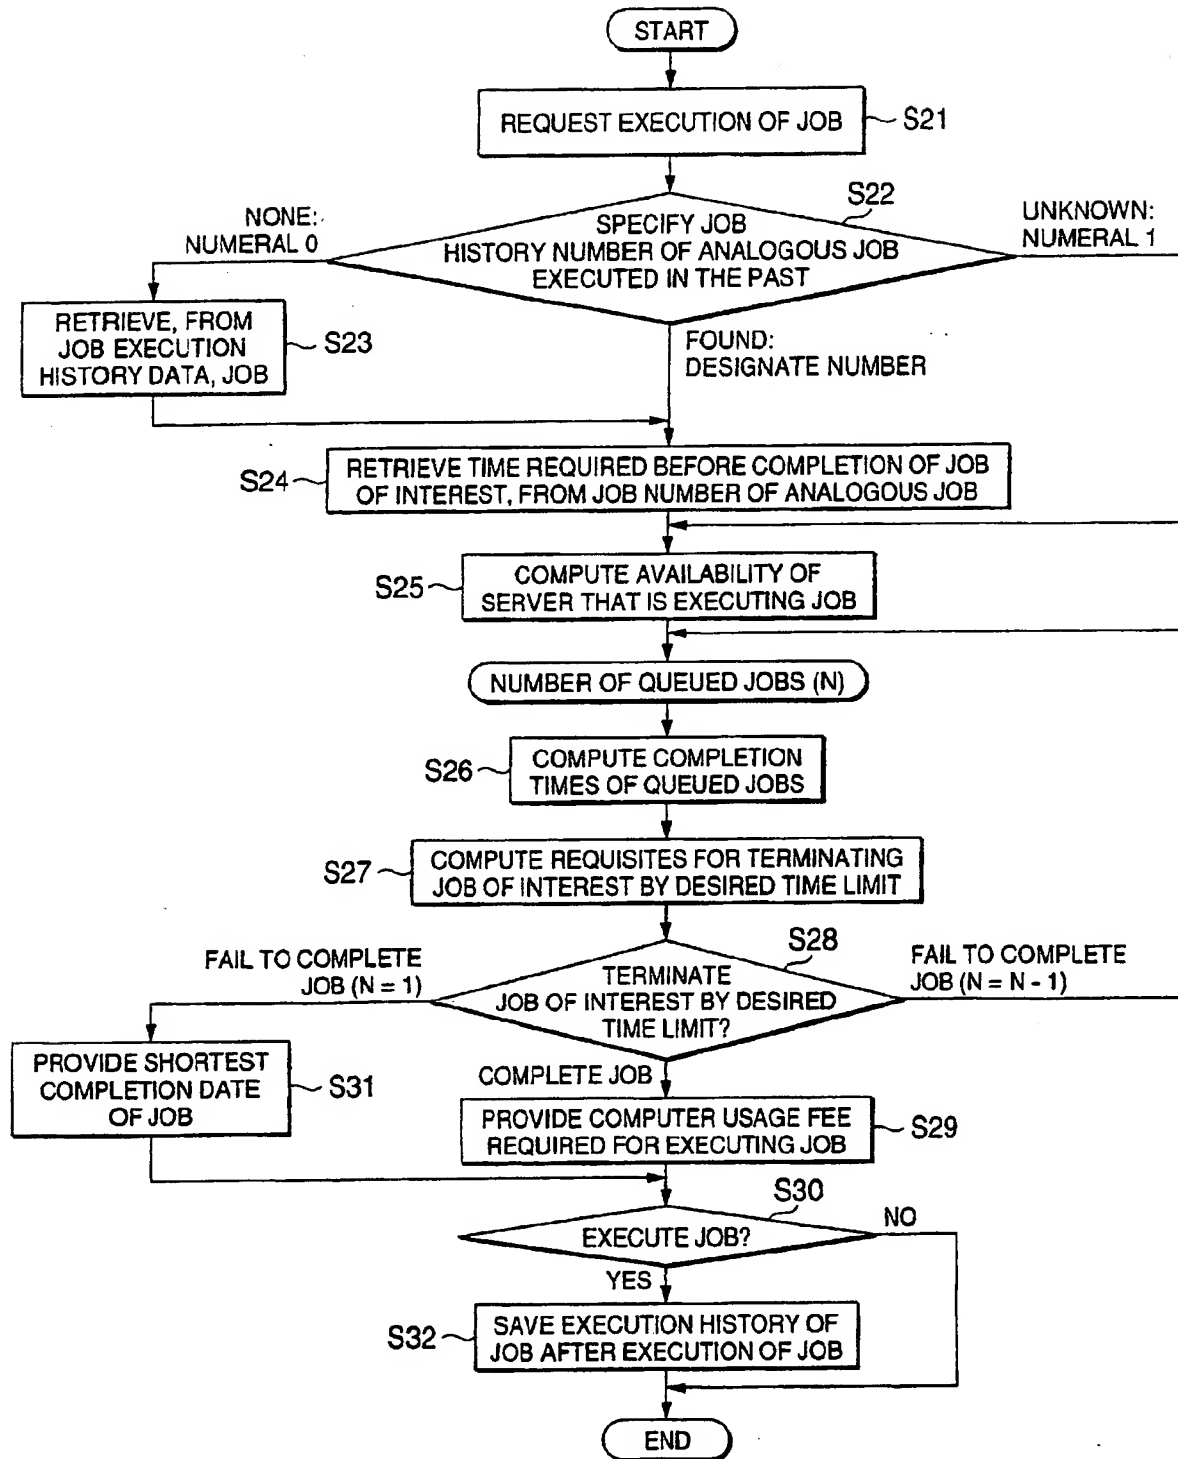 START
REQUEST EXECUTION OF JOB
S21
S22
NONE:
NUMERAL 0
SPECIFY JOB
HISTORY NUMBER OF ANALOGOUS JOB
EXECUTED IN THE PAST
UNKNOWN:
NUMERAL 1
RETRIEVE, FROM
JOB EXECUTION
HISTORY DATA, JOB
S23
FOUND:
DESIGNATE NUMBER
S24
RETRIEVE TIME REQUIRED BEFORE COMPLETION OF JOB
OF INTEREST, FROM JOB NUMBER OF ANALOGOUS JOB
S25
COMPUTE AVAILABILITY OF
SERVER THAT IS EXECUTING JOB
NUMBER OF QUEUED JOBS (N)
S26
COMPUTE COMPLETION
TIMES OF QUEUED JOBS
S27
COMPUTE REQUISITES FOR TERMINATING
JOB OF INTEREST BY DESIRED TIME LIMIT
S28
FAIL TO COMPLETE
JOB (N = 1)
TERMINATE
JOB OF INTEREST BY DESIRED
TIME LIMIT?
FAIL TO COMPLETE
JOB (N = N - 1)
PROVIDE SHORTEST
COMPLETION DATE
OF JOB
S31
COMPLETE JOB
PROVIDE COMPUTER USAGE FEE
REQUIRED FOR EXECUTING JOB
S29
S30
EXECUTE JOB?
NO
YES
S32
SAVE EXECUTION HISTORY OF
JOB AFTER EXECUTION OF JOB
END